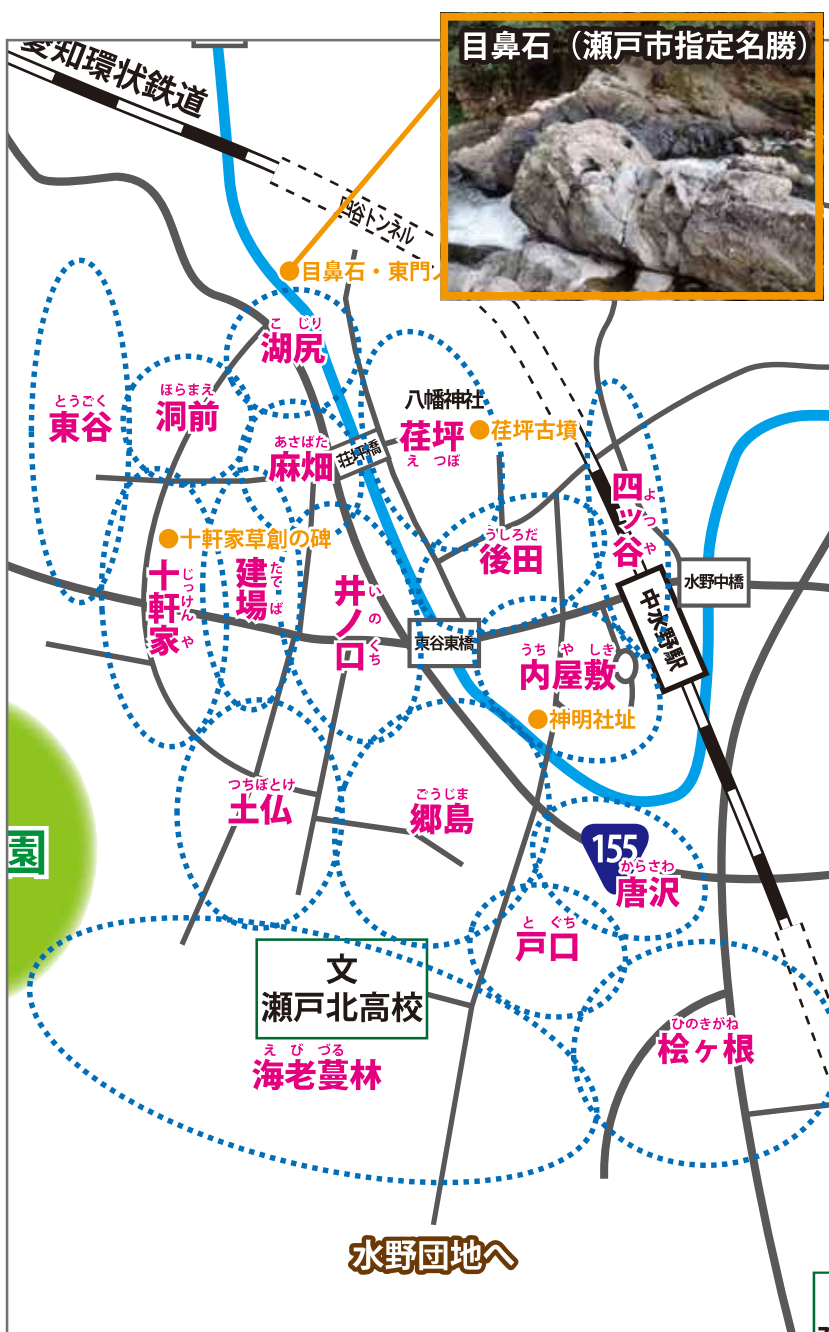 目鼻石（瀬戸市指定名勝）
愛知環状鉄道
四谷トンネル
目鼻石・東門
こじり
湖尻
とうごく
東谷
ほらまえ
洞前
八幡神社
荏坪
えつぼ
荏坪古墳
あさばた
麻畑
荘坪橋
四ッ谷
よつや
うしろだ
後田
十軒家草創の碑
十軒家
じっけんや
建場
たてば
井ノ口
いのくち
水野中橋
中水野駅
東谷東橋
うちやしき
内屋敷
神明社址
つちぼとけ
土仏
ごうじま
郷島
155
からさわ
唐沢
園
とぐち
戸口
文
瀬戸北高校
ひのきがね
桧ヶ根
えびづる
海老蔓林
水野団地へ